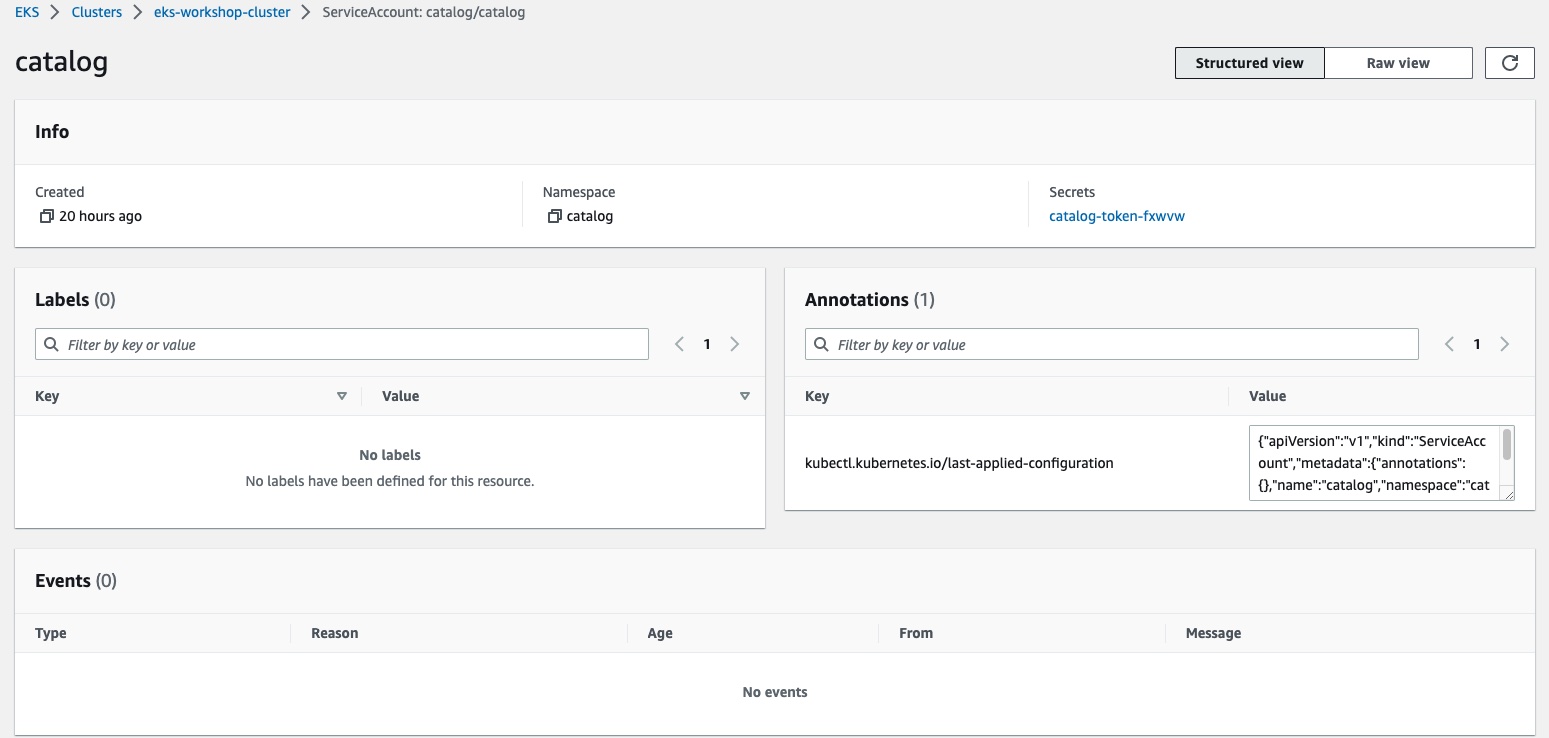 EKS > Clusters > eks-workshop-cluster > ServiceAccount: catalog/catalog
catalog
Structured view Raw view
Info
Created Namespace Secrets
20 hours ago catalog catalog-token-fxwvw
Labels (0)
Filter by key or value 1
Key Value
No labels
No labels have been defined for this resource.
Annotations (1)
Filter by key or value 1
Key Value
kubectl.kubernetes.io/last-applied-configuration
{"apiVersion":"v1","kind":"ServiceAcc
ount","metadata":{"annotations":
{},"name":"catalog","namespace":"cat
Events (0)
Type Reason Age From Message
No events